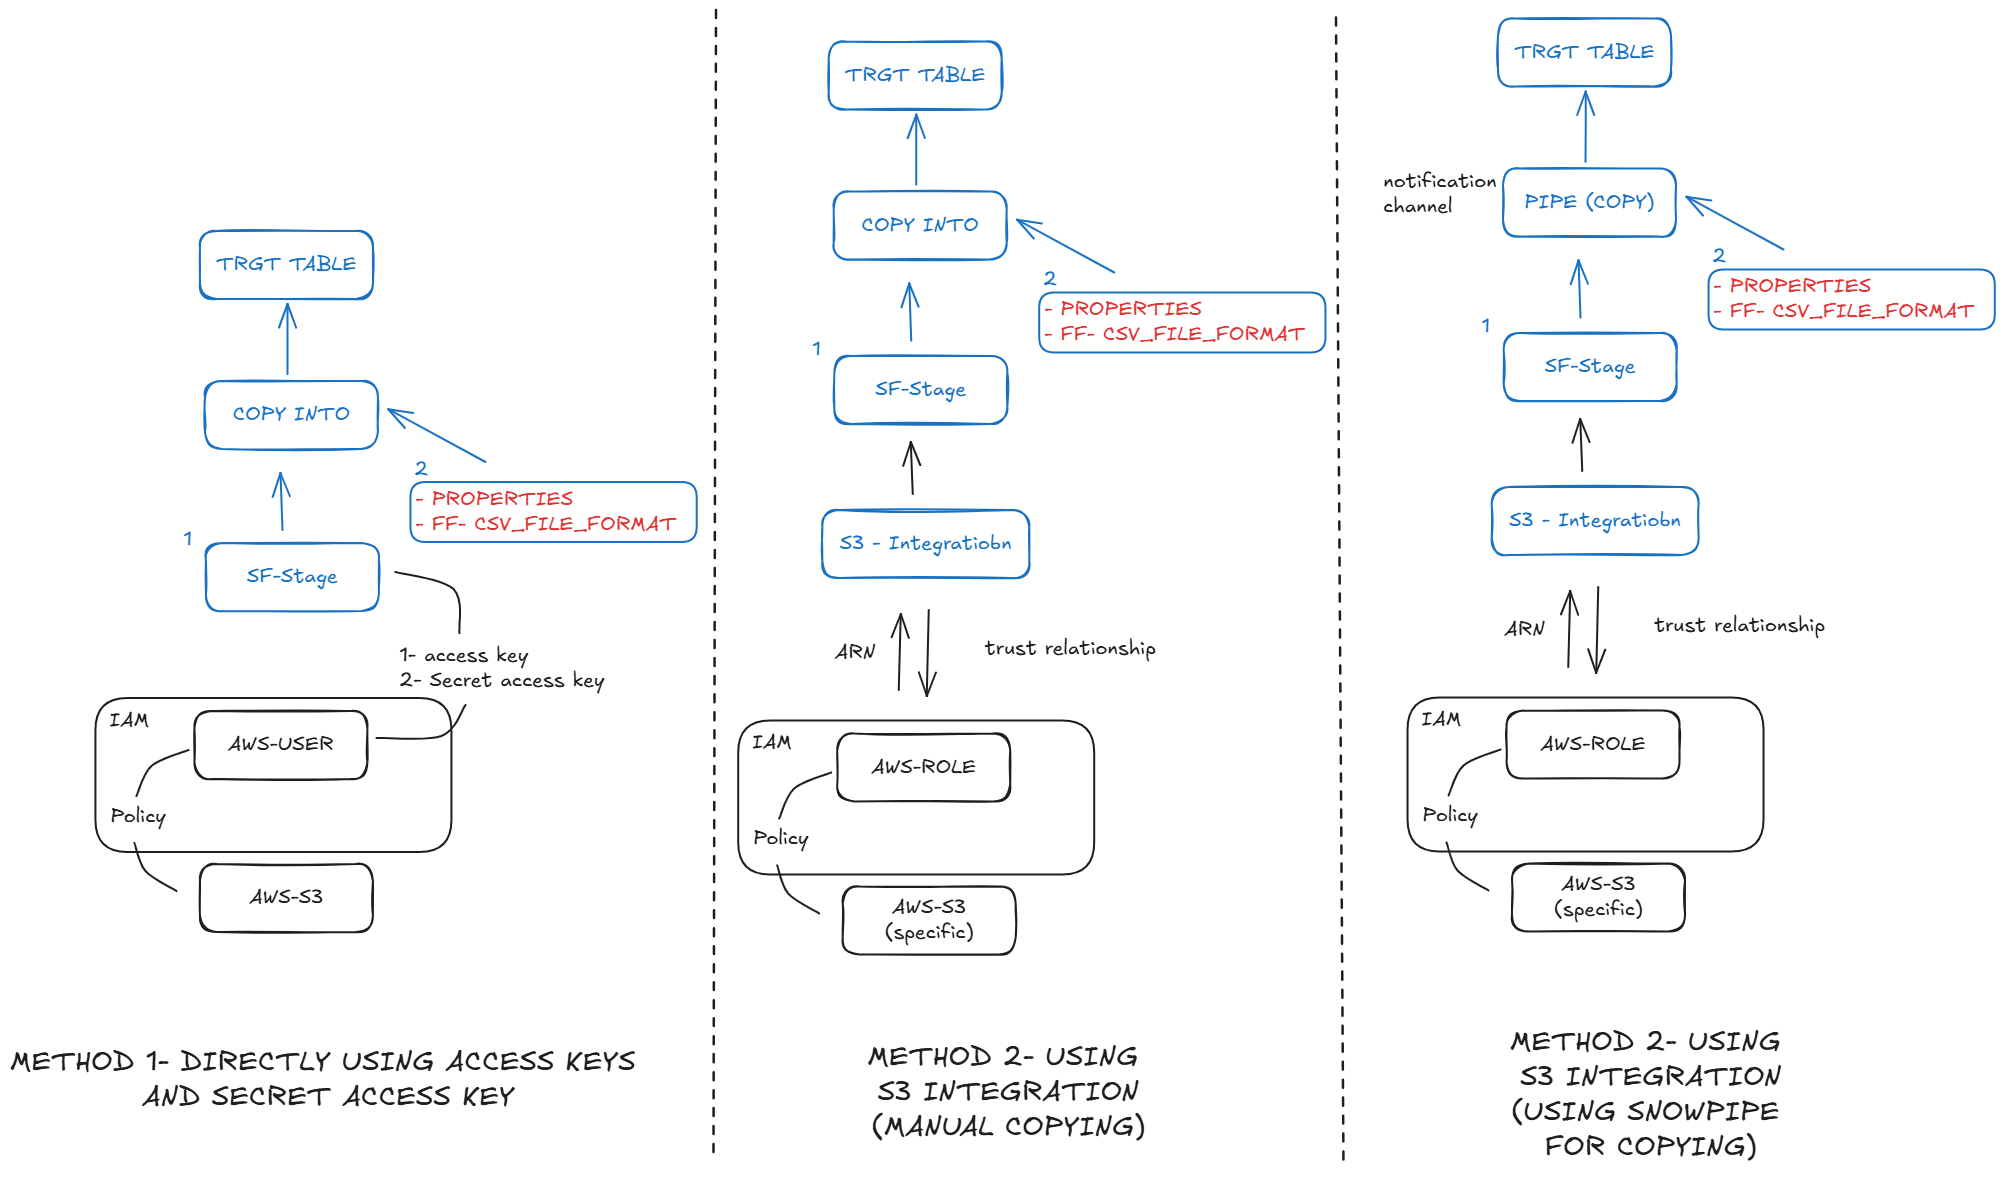 TRGT TABLE
COPY INTO
2
- PROPERTIES
- FF- CSV_FILE_FORMAT
1
SF-Stage
1- access key
2- Secret access key
IAM
AWS-USER
Policy
AWS-S3
METHOD 1- DIRECTLY USING ACCESS KEYS
AND SECRET ACCESS KEY
TRGT TABLE
COPY INTO
2
- PROPERTIES
- FF- CSV_FILE_FORMAT
1
SF-Stage
S3 - Integratiobn
ARN
trust relationship
IAM
AWS-ROLE
Policy
AWS-S3
(specific)
METHOD 2- USING
S3 INTEGRATION
(MANUAL COPYING)
TRGT TABLE
notification
channel
PIPE (COPY)
2
- PROPERTIES
- FF- CSV_FILE_FORMAT
1
SF-Stage
S3 - Integratiobn
ARN
trust relationship
IAM
AWS-ROLE
Policy
AWS-S3
(specific)
METHOD 2- USING
S3 INTEGRATION
(USING SNOWPIPE
FOR COPYING)